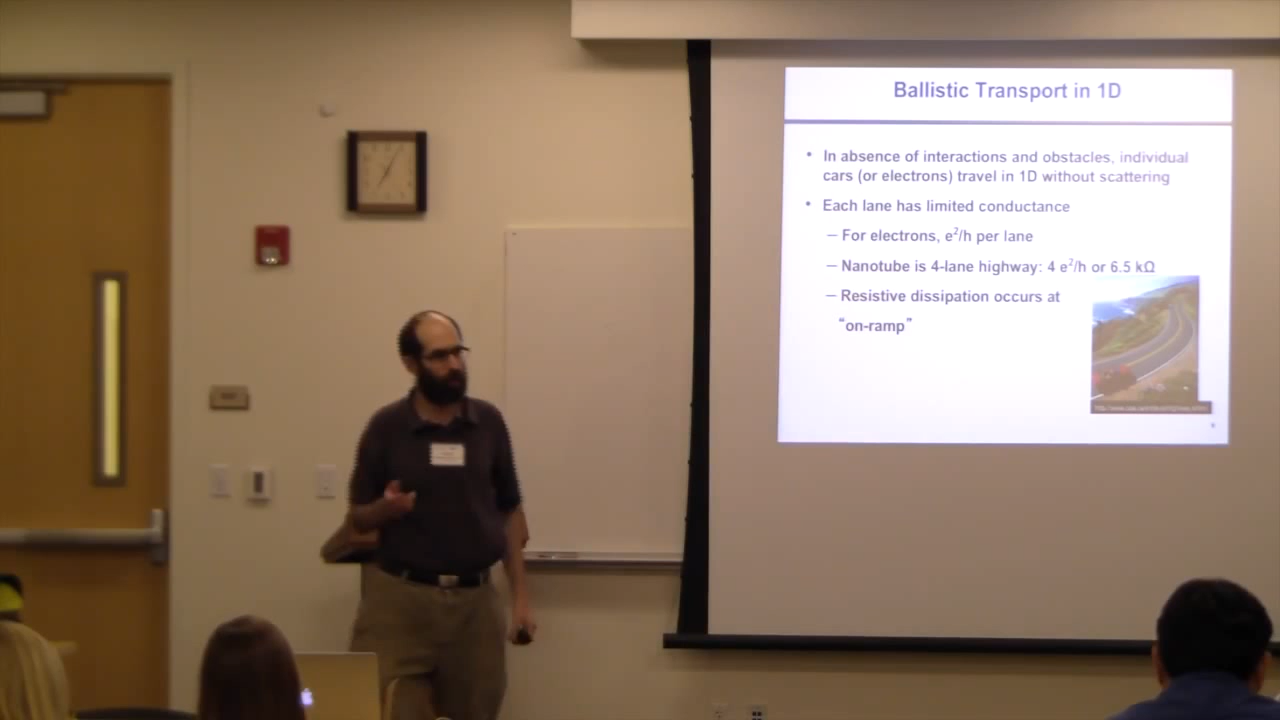 Ballistic Transport in 1D
• In absence of interactions and obstacles, individual
cars (or electrons) travel in 1D without scattering
• Each lane has limited conductance
– For electrons, e²/h per lane
– Nanotube is 4-lane highway: 4 e²/h or 6.5 kΩ
– Resistive dissipation occurs at
“on-ramp”